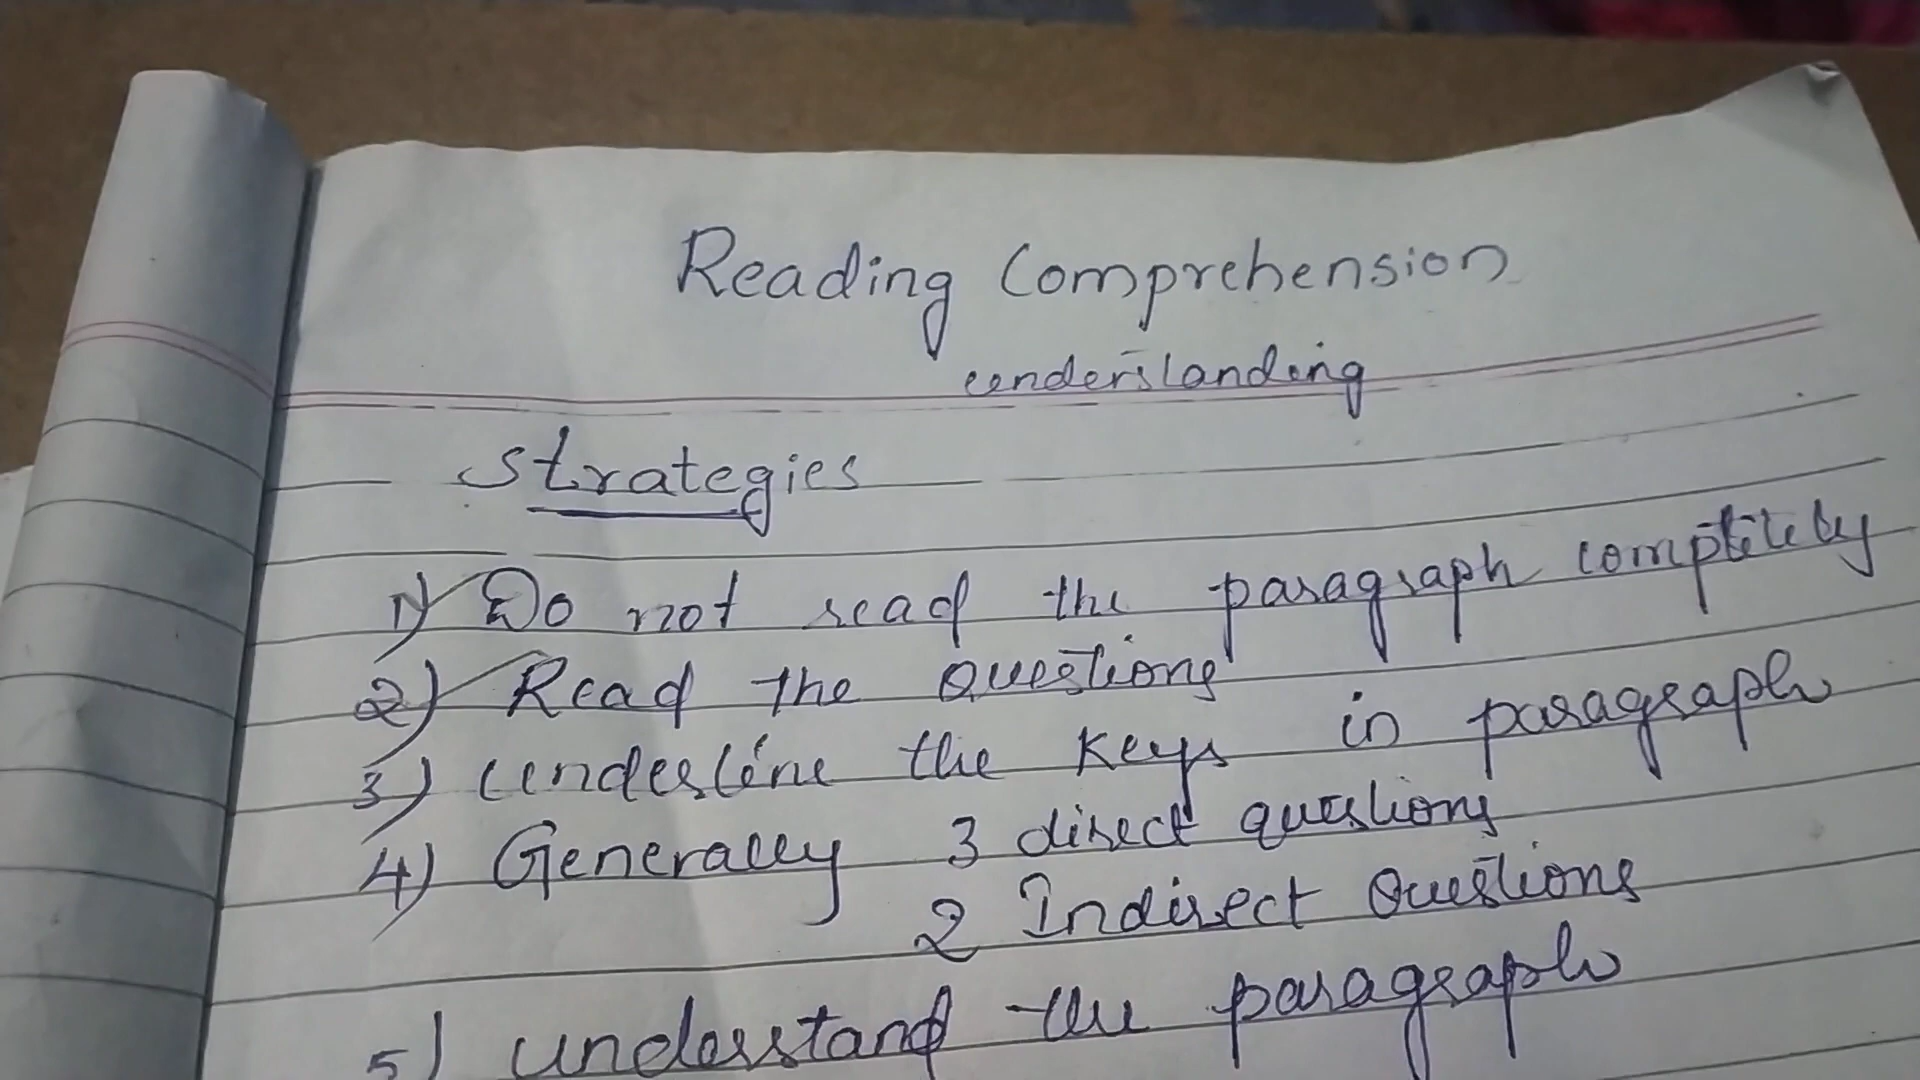 Reading Comprehension
understanding
Strategies
1) Do not read the paragraph completely
2) Read the Questions
3) Underline the keys in paragraph
4) Generally 3 direct questions
2 Indirect Questions
5) understand the paragraph